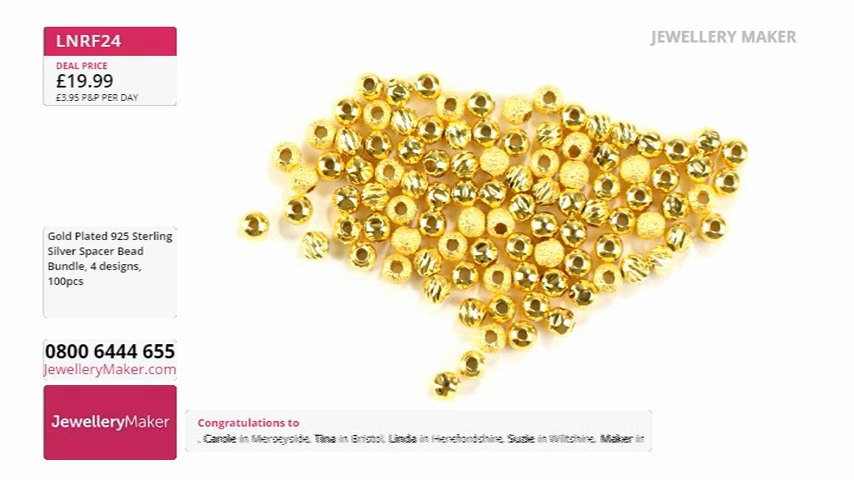 LNRF24
DEAL PRICE
£19.99
£3.95 P&P PER DAY
JEWELLERY MAKER
Gold Plated 925 Sterling
Silver Spacer Bead
Bundle, 4 designs,
100pcs
0800 6444 655
JewelleryMaker.com
JewelleryMaker
Congratulations to
. Carole in Merseyside, Tina in Bristol, Linda in Herefordshire, Suzie in Wiltshire, Maker in